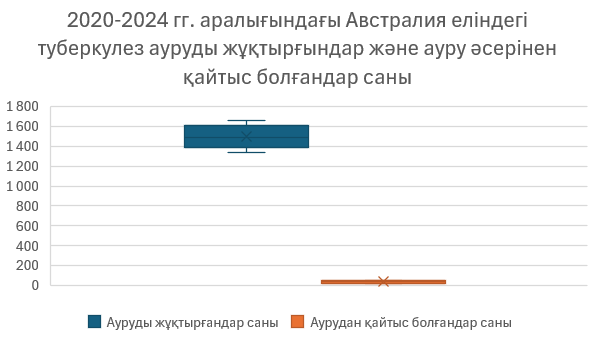 2020-2024 гг. аралығындағы Австралия еліндегі
туберкулез ауруды жұқтырғындар және ауру әсерінен
қайтыс болғандар саны
1 800
1 600
1 400
1 200
1 000
800
600
400
200
0
Ауруды жұқтырғандар саны
Аурудан қайтыс болғандар саны